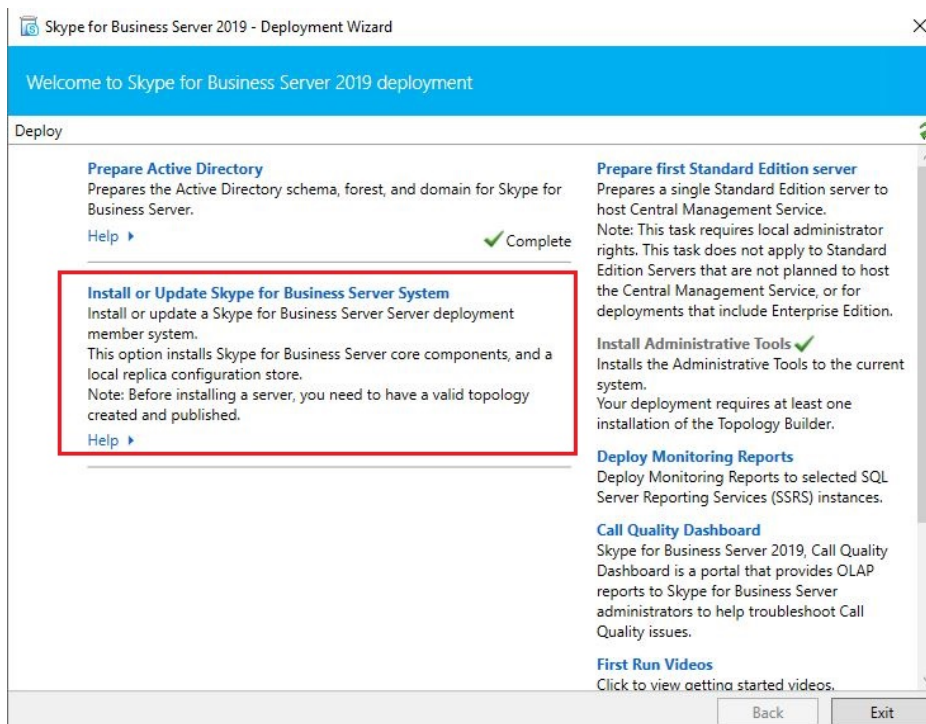 Skype for Business Server 2019 - Deployment Wizard
Welcome to Skype for Business Server 2019 deployment
Deploy
Prepare Active Directory
Prepares the Active Directory schema, forest, and domain for Skype for
Business Server.
Help
Complete
Install or Update Skype for Business Server System
Install or update a Skype for Business Server Server deployment
member system.
This option installs Skype for Business Server core components, and a
local replica configuration store.
Note: Before installing a server, you need to have a valid topology
created and published.
Help
Prepare first Standard Edition server
Prepares a single Standard Edition server to
host Central Management Service.
Note: This task requires local administrator
rights. This task does not apply to Standard
Edition Servers that are not planned to host
the Central Management Service, or for
deployments that include Enterprise Edition.
Install Administrative Tools
Installs the Administrative Tools to the current
system.
Your deployment requires at least one
installation of the Topology Builder.
Deploy Monitoring Reports
Deploy Monitoring Reports to selected SQL
Server Reporting Services (SSRS) instances.
Call Quality Dashboard
Skype for Business Server 2019, Call Quality
Dashboard is a portal that provides OLAP
reports to Skype for Business Server
administrators to help troubleshoot Call
Quality issues.
First Run Videos
Click to view getting started videos.
Back
Exit